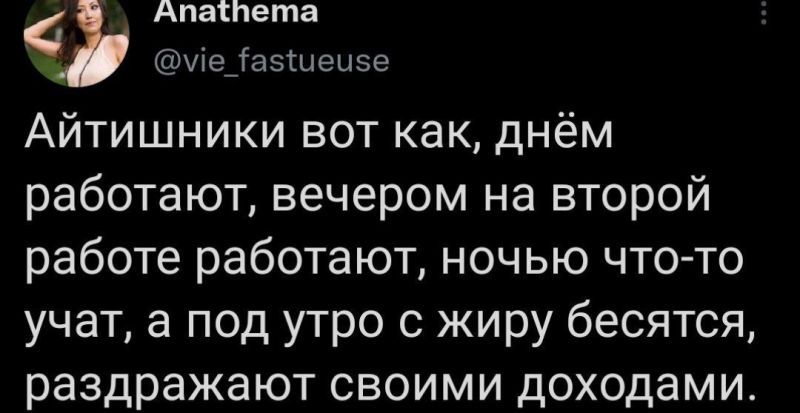 Anathema
@vie_fastueuse
Айтишники вот как, днём
работают, вечером на второй
работе работают, ночью что-то
учат, а под утро с жиру бесятся,
раздражают своими доходами.